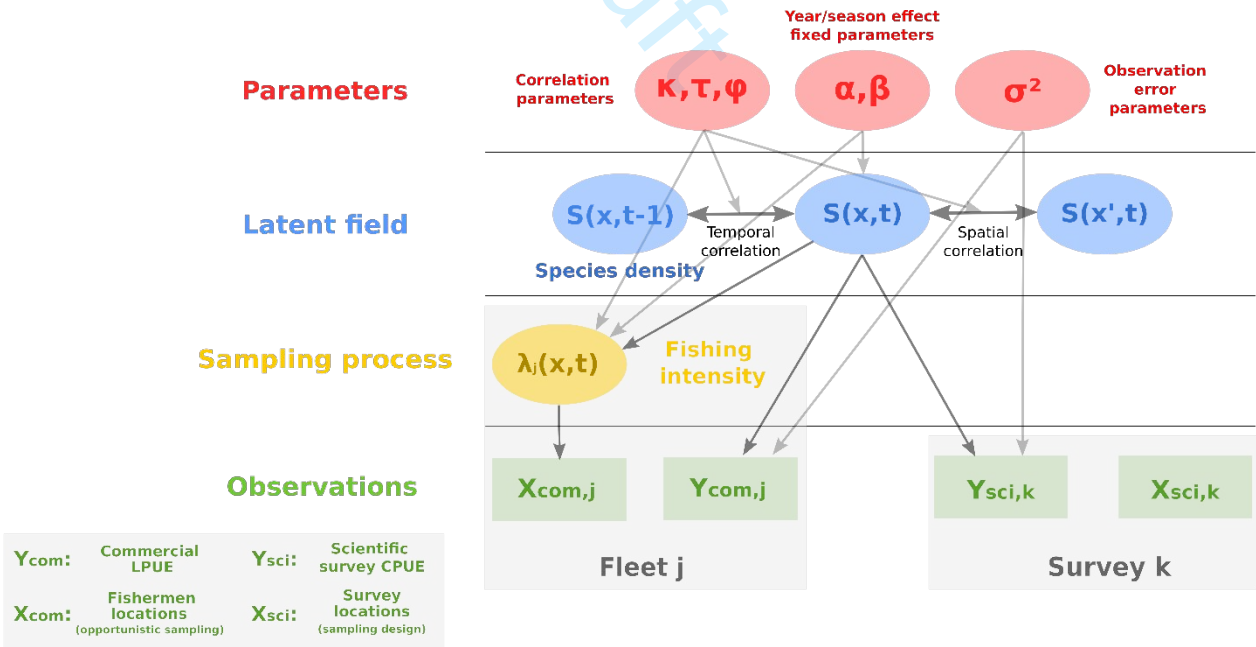 Year/season effect
fixed parameters
Parameters
Correlation
parameters
κ,τ,φ
α,β
σ²
Observation
error
parameters
Latent field
S(x,t-1)
Temporal
correlation
S(x,t)
Spatial
correlation
S(x',t)
Species density
Sampling process
λj(x,t)
Fishing
intensity
Observations
Xcom,j
Ycom,j
Ysci,k
Xsci,k
Fleet j
Survey k
Ycom: Commercial LPUE
Ysci: Scientific survey CPUE
Xcom: Fishermen locations (opportunistic sampling)
Xsci: Survey locations (sampling design)